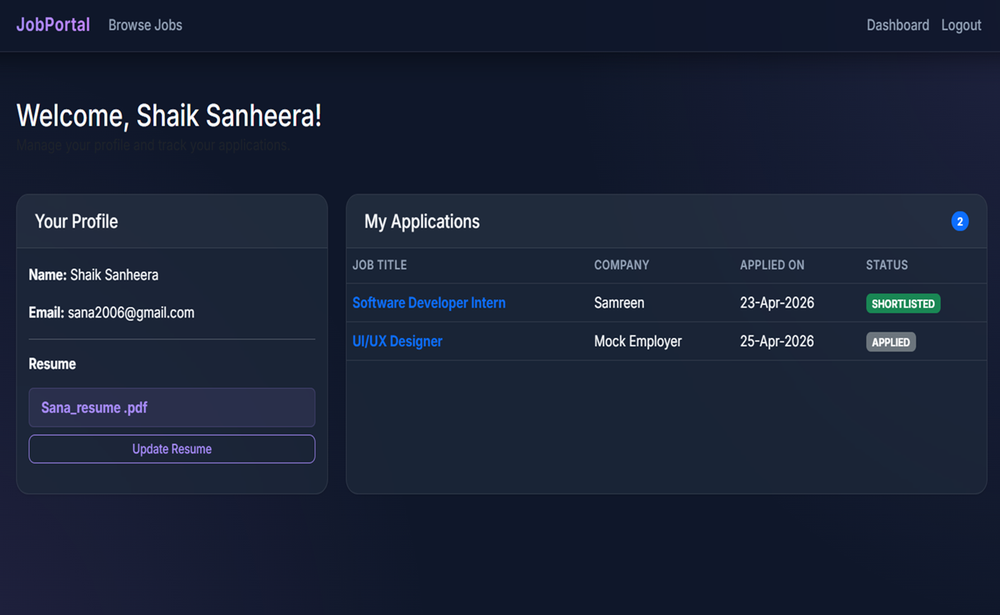 JobPortal Browse Jobs Dashboard Logout
Welcome, Shaik Sanheera!
Manage your profile and track your applications.
Your Profile
Name: Shaik Sanheera
Email: sana2006@gmail.com
Resume
Sana_resume .pdf
Update Resume
My Applications 2
JOB TITLE COMPANY APPLIED ON STATUS
Software Developer Intern Samreen 23-Apr-2026 SHORTLISTED
UI/UX Designer Mock Employer 25-Apr-2026 APPLIED